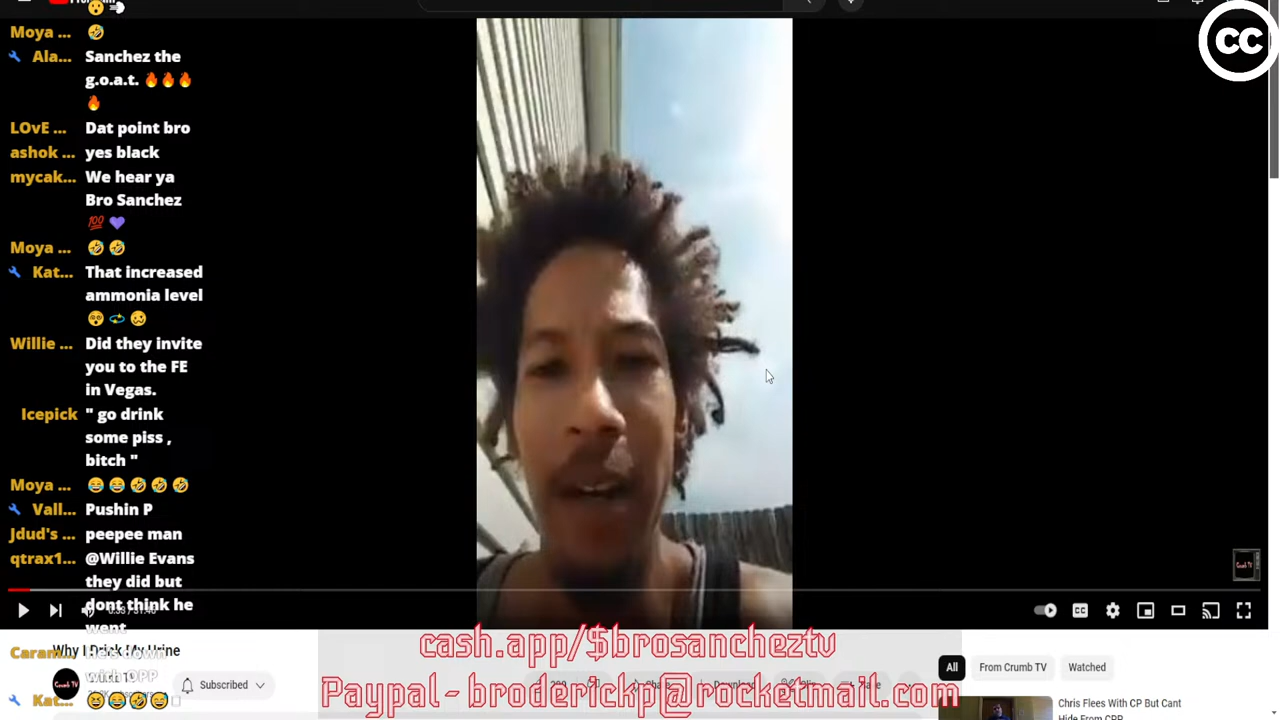 CC
Moya ...
Ala... Sanchez the
g.o.a.t.
LOvE ... Dat point bro
ashok ... yes black
mycak... We hear ya
Bro Sanchez
💯
Moya ...
Kat... That increased
ammonia level
Willie ... Did they invite
you to the FE
in Vegas.
Icepick " go drink
some piss ,
bitch "
Moya ...
Vall... Pushin P
Jdud's ... peepee man
qtrax1... @Willie Evans
they did but
dont think he
went
Caram...
Kat...
Why I Drink My Urine
Crumb TV
Subscribed
cash.app/$brosancheztv
Paypal - broderickp@rocketmail.com
All From Crumb TV Watched
Chris Flees With CP But Cant
Hide From CPP